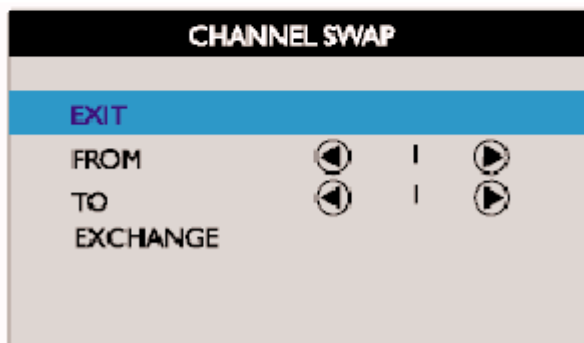 CHANNEL SWAP
EXIT
FROM 1
TO 1
EXCHANGE